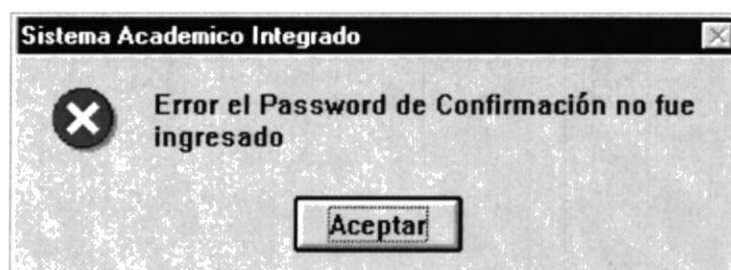 Sistema Academico Integrado
Error el Password de Confirmación no fue
ingresado
Aceptar